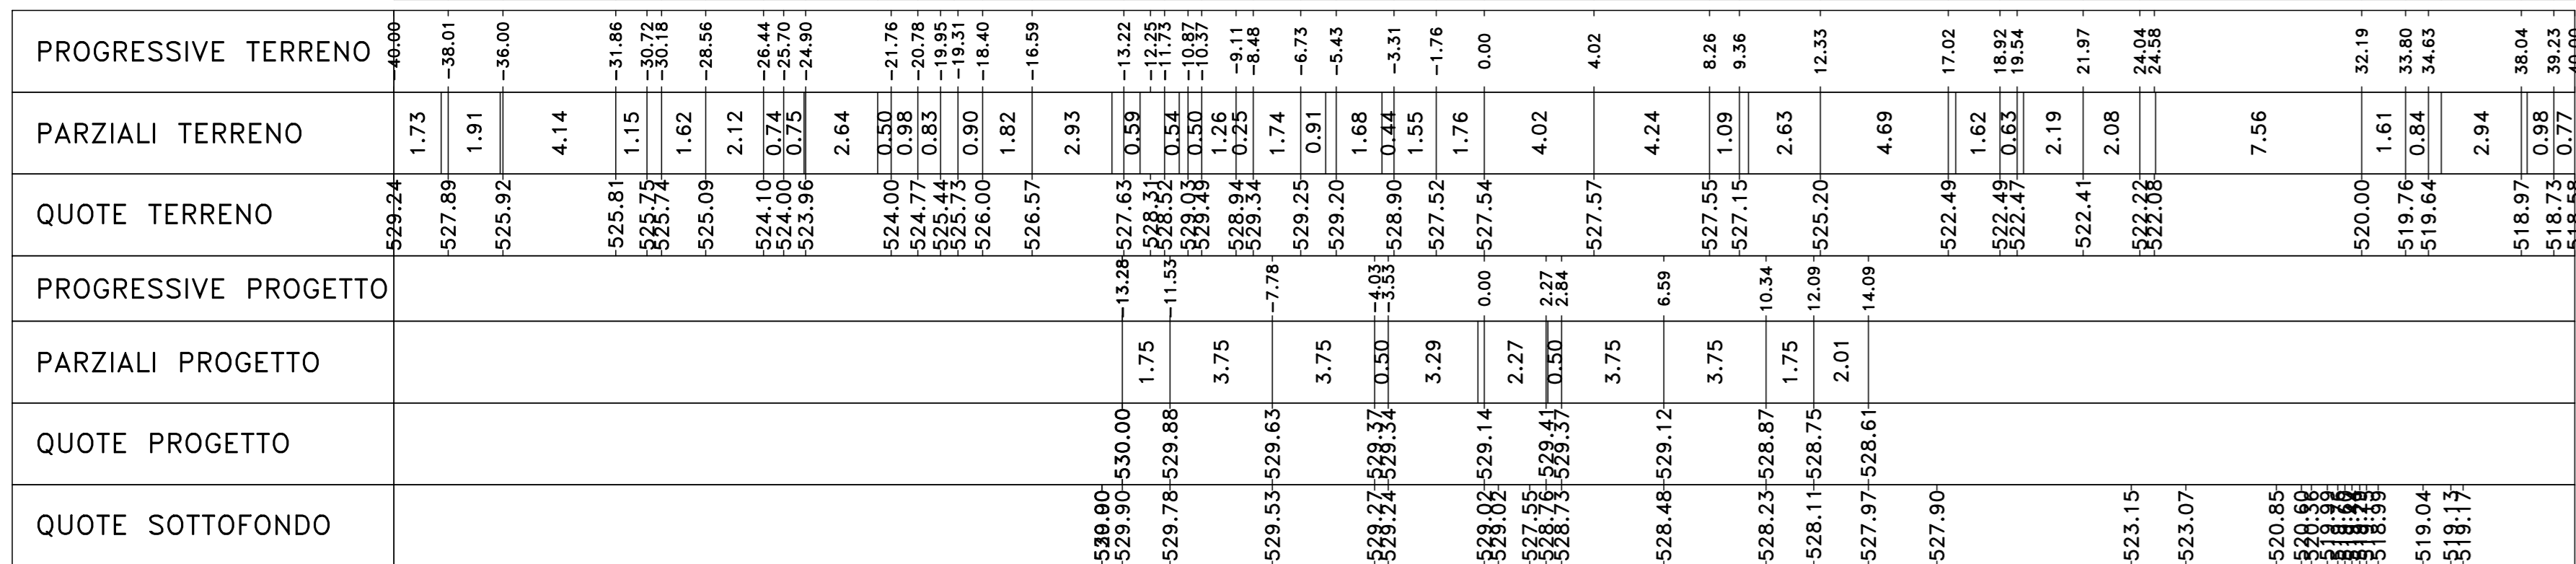 PROGRESSIVE TERRENO -40.00 -38.01 -36.00 -31.86 -30.72 -30.18 -28.56 -26.44 -25.70 -24.90 -21.76 -20.78 -19.95 -19.31 -18.40 -16.59 -13.22 -12.25 -11.73 -10.87 -10.37 -9.11 -8.48 -6.73 -5.43 -3.31 -1.76 0.00 4.02 8.26 9.36 12.33 17.02 18.92 19.54 21.97 24.04 24.58 32.19 33.80 34.63 38.04 39.23 40.00
PARZIALI TERRENO 1.73 1.91 4.14 1.15 1.62 2.12 0.74 0.75 2.64 0.50 0.98 0.83 0.90 1.82 2.93 0.59 0.54 0.50 1.26 0.25 1.74 0.91 1.68 0.44 1.55 1.76 4.02 4.24 1.09 2.63 4.69 1.62 0.63 2.19 2.08 7.56 1.61 0.84 2.94 0.98 0.77
QUOTE TERRENO 529.24 527.89 525.92 525.81 525.75 525.74 525.09 524.10 524.00 523.96 524.00 524.77 525.44 525.73 526.00 526.57 527.63 528.31 528.52 529.03 529.49 528.94 529.34 529.25 529.20 528.90 527.52 527.54 527.57 527.55 527.15 525.20 522.49 522.49 522.47 522.41 522.22 522.08 520.00 519.76 519.64 518.97 518.73 518.58
PROGRESSIVE PROGETTO -13.28 -11.53 -7.78 -4.03 -3.53 0.00 2.27 2.84 6.59 10.34 12.09 14.09
PARZIALI PROGETTO 1.75 3.75 3.75 0.50 3.29 2.27 0.50 3.75 3.75 1.75 2.01
QUOTE PROGETTO 530.00 529.88 529.63 529.37 529.34 529.14 529.41 529.37 529.12 528.87 528.75 528.61
QUOTE SOTTOFONDO 529.90 529.78 529.53 529.27 529.24 529.02 529.02 527.55 528.76 528.73 528.48 528.23 528.11 527.97 527.90 523.15 523.07 520.85 520.60 520.36 518.99 519.04 519.13 519.17